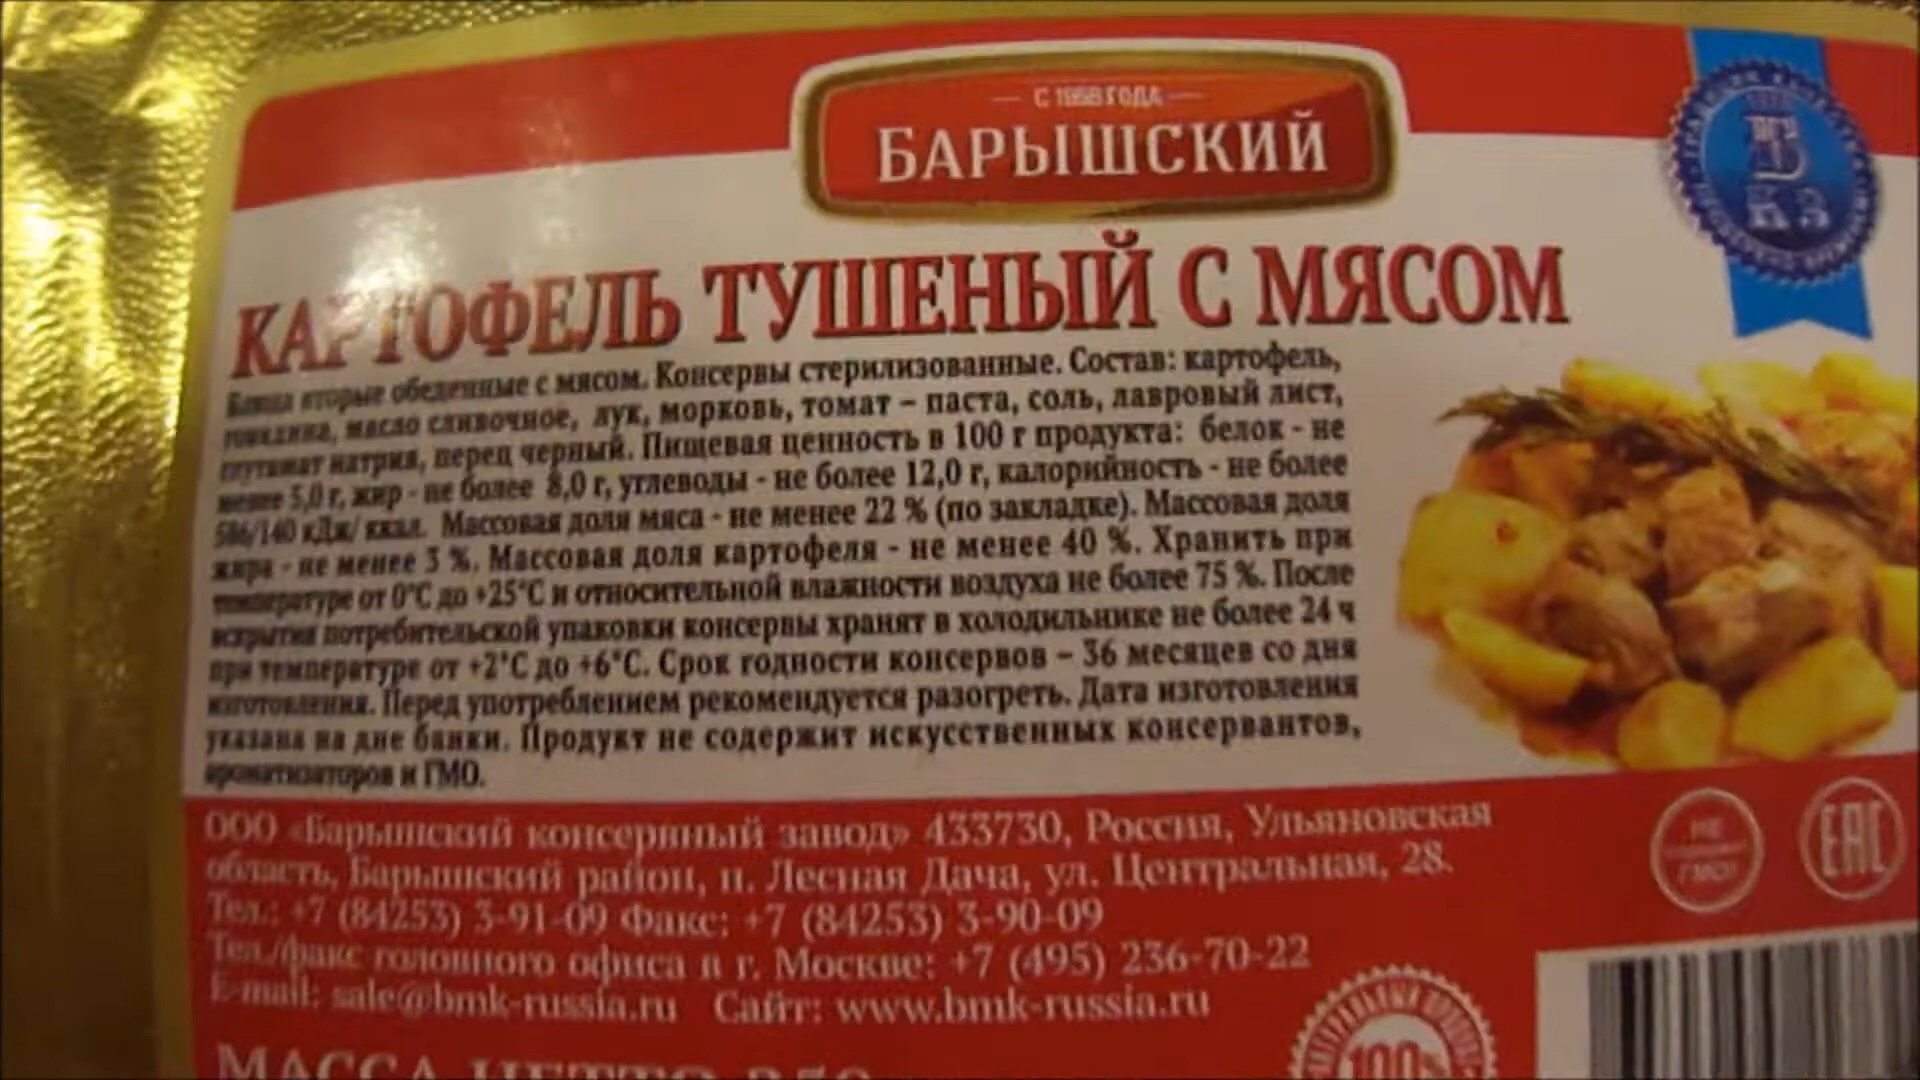 С 1958 ГОДА
БАРЫШСКИЙ
КАРТОФЕЛЬ ТУШЕНЫЙ С МЯСОМ
Блюда вторые обеденные с мясом. Консервы стерилизованные. Состав: картофель,
говядина, масло сливочное, лук, морковь, томат – паста, соль, лавровый лист,
глутамат натрия, перец черный. Пищевая ценность в 100 г продукта: белок - не
менее 5,0 г, жир - не более 8,0 г, углеводы - не более 12,0 г, калорийность - не более
586/140 кДж/ ккал. Массовая доля мяса - не менее 22 % (по закладке). Массовая доля
жира - не менее 3 %. Массовая доля картофеля - не менее 40 %. Хранить при
температуре от 0°С до +25°С и относительной влажности воздуха не более 75 %. После
вскрытия потребительской упаковки консервы хранят в холодильнике не более 24 ч
при температуре от +2°С до +6°С. Срок годности консервов – 36 месяцев со дня
изготовления. Перед употреблением рекомендуется разогреть. Дата изготовления
указана на дне банки. Продукт не содержит искусственных консервантов,
ароматизаторов и ГМО.
ООО «Барышский консервный завод» 433730, Россия, Ульяновская
область, Барышский район, п. Лесная Дача, ул. Центральная, 28.
Тел.: +7 (84253) 3-91-09 Факс: +7 (84253) 3-90-09
Тел./факс головного офиса в г. Москве: +7 (495) 236-70-22
E-mail: sale@bmk-russia.ru Сайт: www.bmk-russia.ru
НЕ
ГМО
ЕАС
МАССА НЕТТО
100%